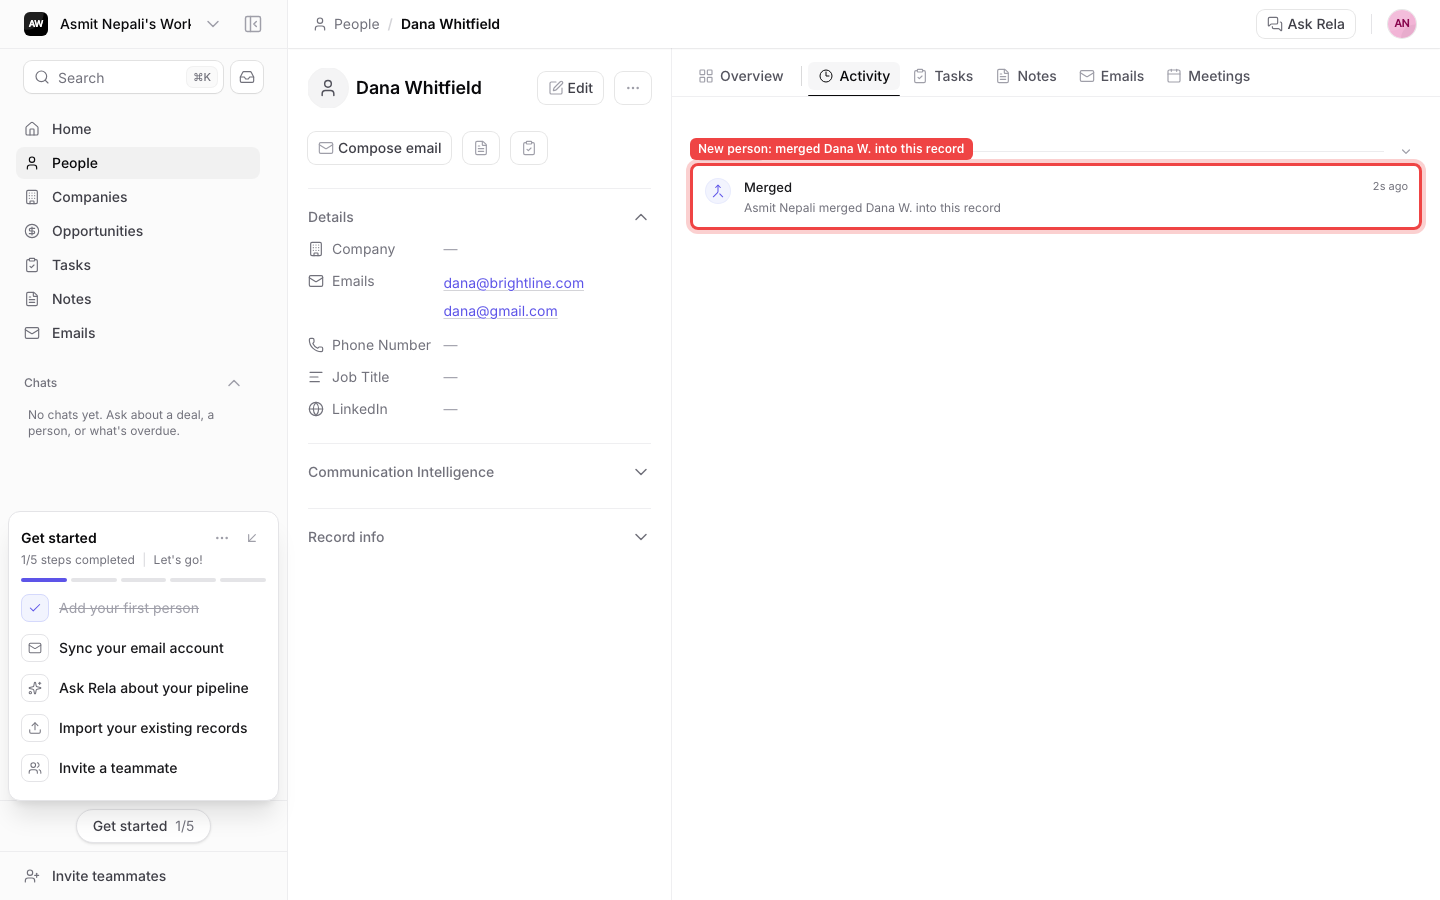 AW Asmit Nepali's Work
Search ⌘K
Home
People
Companies
Opportunities
Tasks
Notes
Emails
Chats
No chats yet. Ask about a deal, a
person, or what's overdue.
Get started
1/5 steps completed Let's go!
Add your first person
Sync your email account
Ask Rela about your pipeline
Import your existing records
Invite a teammate
Get started 1/5
Invite teammates
People / Dana Whitfield
Ask Rela
AN
Dana Whitfield
Edit
Compose email
Details
Company —
Emails dana@brightline.com
dana@gmail.com
Phone Number —
Job Title —
LinkedIn —
Communication Intelligence
Record info
Overview Activity Tasks Notes Emails Meetings
New person: merged Dana W. into this record
Merged 2s ago
Asmit Nepali merged Dana W. into this record